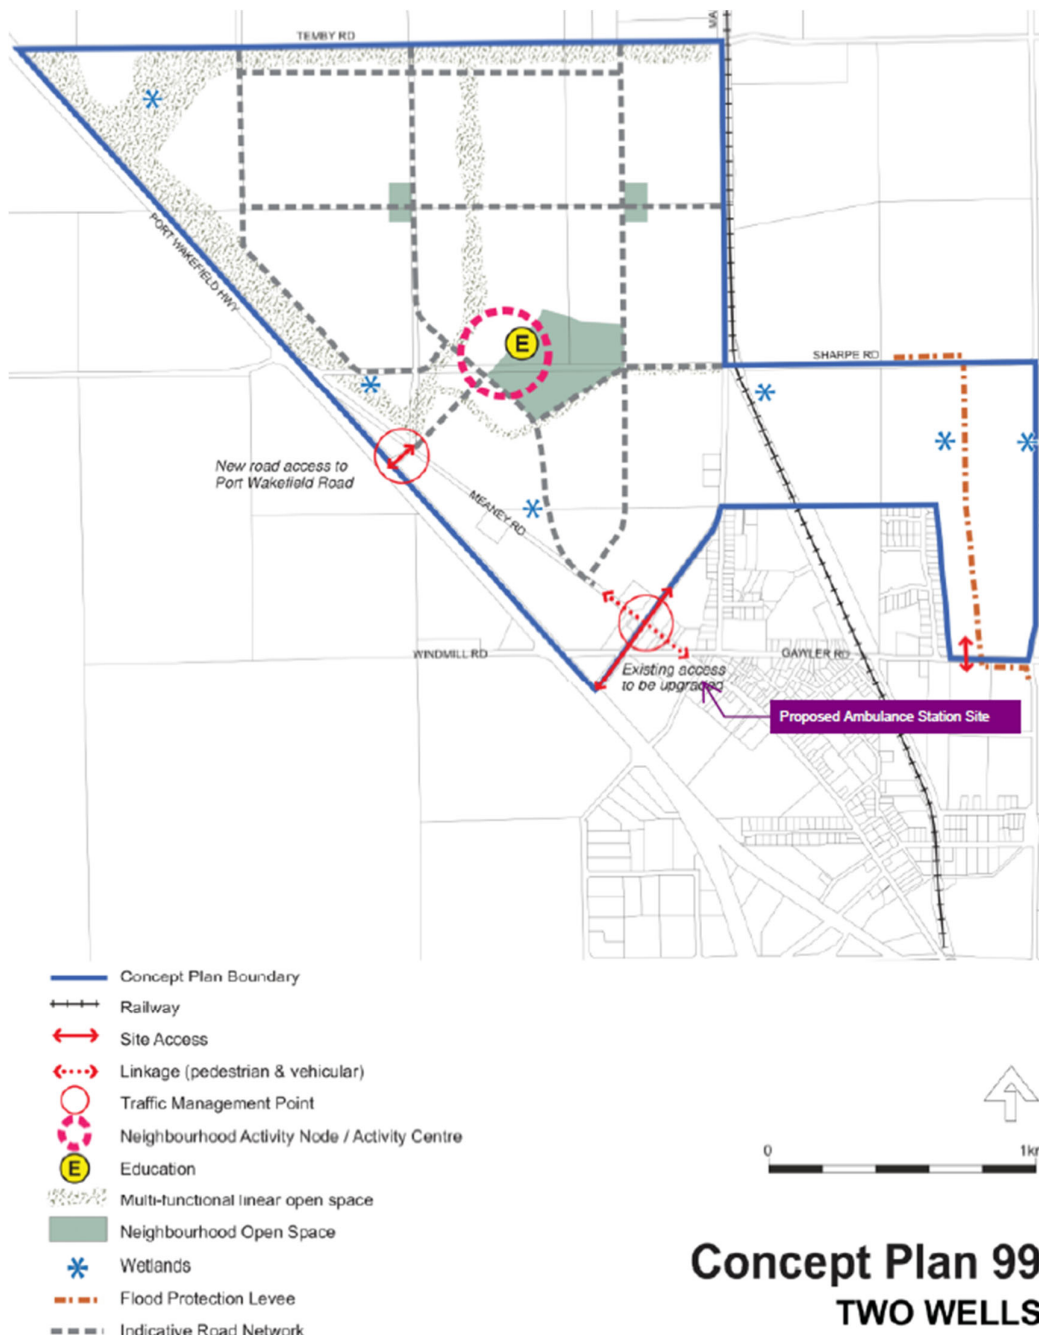 TEMBY RD
MA
PORT WAKEFIELD HWY
E
SHARPE RD
New road access to
Port Wakefield Road
MEANEY RD
WINDMILL RD
GAWLER RD
Existing access
to be upgraded
Proposed Ambulance Station Site
Concept Plan Boundary
Railway
Site Access
Linkage (pedestrian & vehicular)
Traffic Management Point
Neighbourhood Activity Node / Activity Centre
E
Education
Multi-functional linear open space
Neighbourhood Open Space
Wetlands
Flood Protection Levee
Indicative Road Network
0
1k
Concept Plan 99
TWO WELLS